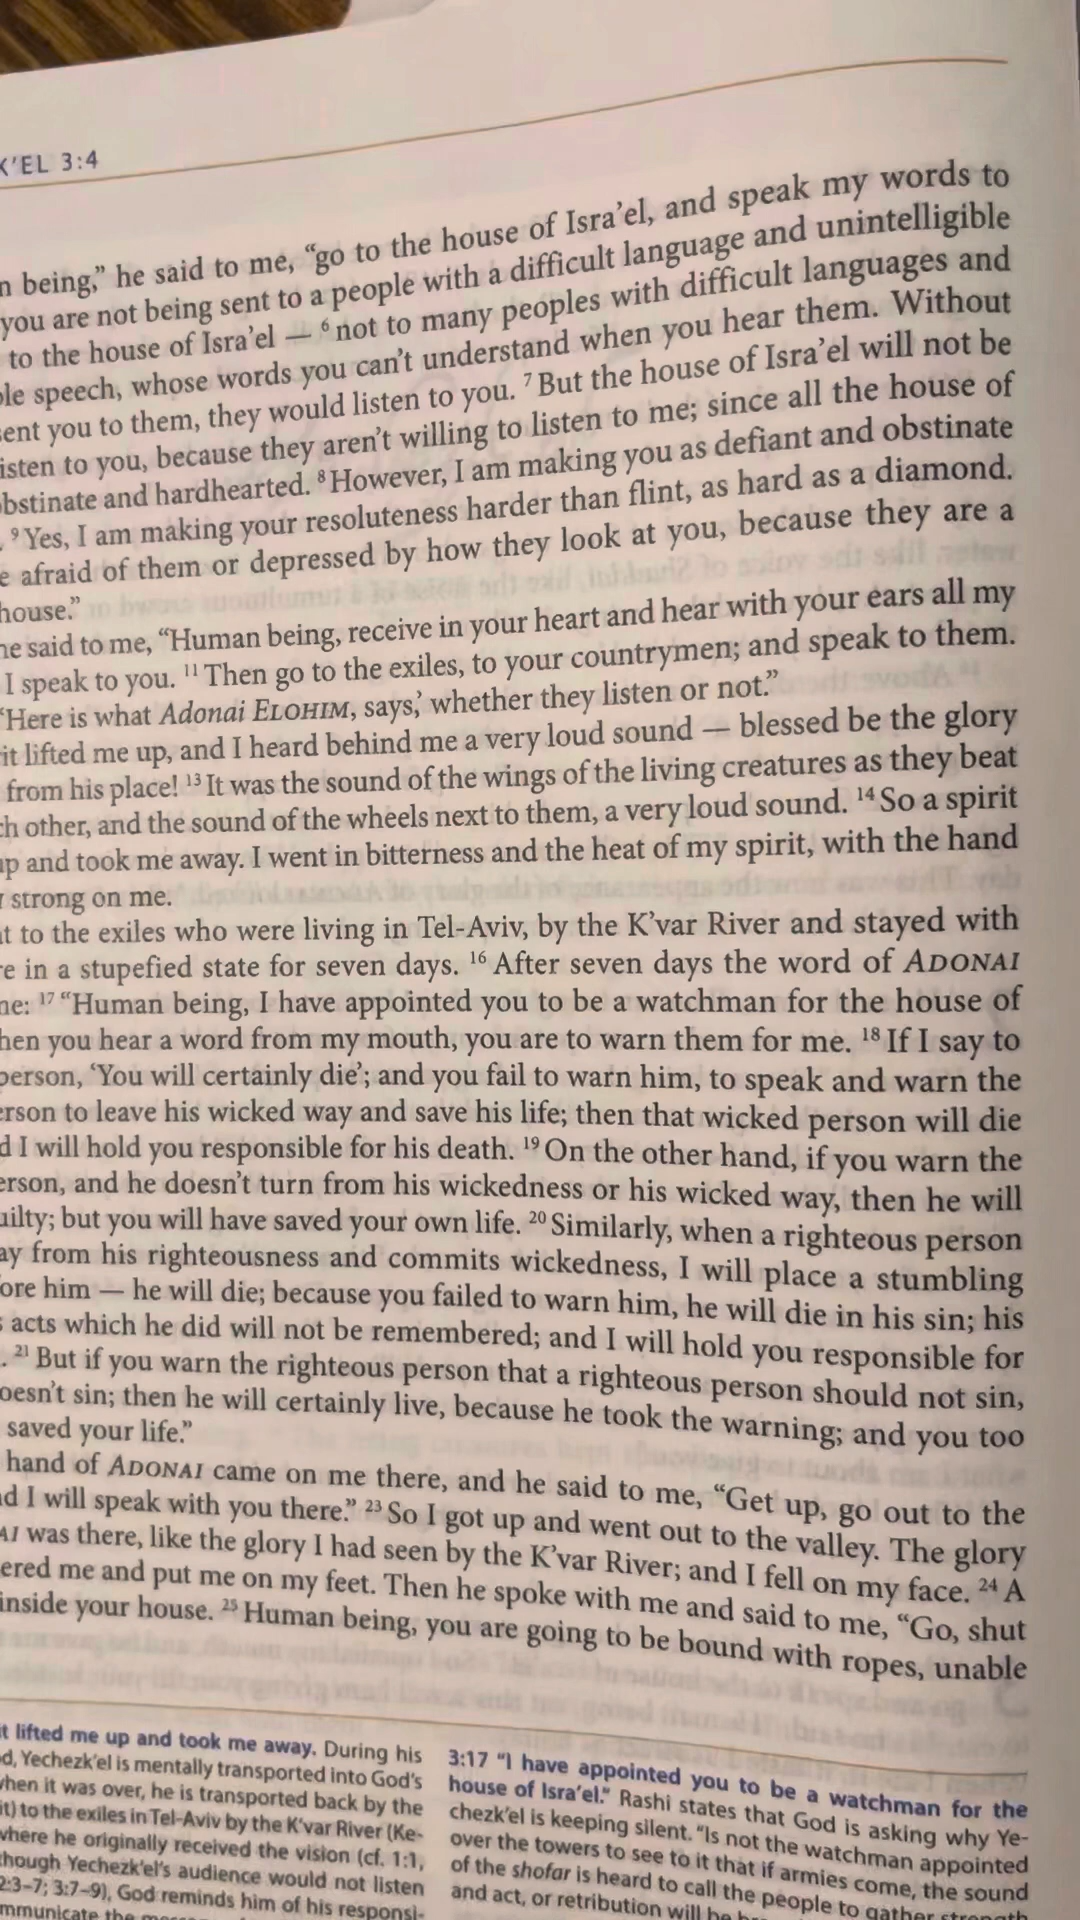 K'EL 3:4
being," he said to me, "go to the house of Isra'el, and speak my words to
you are not being sent to a people with a difficult language and unintelligible
to the house of Isra'el — ⁶ not to many peoples with difficult languages and
speech, whose words you can't understand when you hear them. Without
you to them, they would listen to you. ⁷ But the house of Isra'el will not be
to you, because they aren't willing to listen to me; since all the house of
bstinate and hardhearted. ⁸ However, I am making you as defiant and obstinate
. ⁹ Yes, I am making your resoluteness harder than flint, as hard as a diamond.
e afraid of them or depressed by how they look at you, because they are a
house."
he said to me, "Human being, receive in your heart and hear with your ears all my
I speak to you. ¹¹ Then go to the exiles, to your countrymen; and speak to them.
'Here is what Adonai ELOHIM, says,' whether they listen or not."
it lifted me up, and I heard behind me a very loud sound — blessed be the glory
from his place! ¹³ It was the sound of the wings of the living creatures as they beat
ch other, and the sound of the wheels next to them, a very loud sound. ¹⁴ So a spirit
up and took me away. I went in bitterness and the heat of my spirit, with the hand
strong on me.
to the exiles who were living in Tel-Aviv, by the K'var River and stayed with
re in a stupefied state for seven days. ¹⁶ After seven days the word of ADONAI
me: ¹⁷ "Human being, I have appointed you to be a watchman for the house of
hen you hear a word from my mouth, you are to warn them for me. ¹⁸ If I say to
person, 'You will certainly die'; and you fail to warn him, to speak and warn the
erson to leave his wicked way and save his life; then that wicked person will die
d I will hold you responsible for his death. ¹⁹ On the other hand, if you warn the
erson, and he doesn't turn from his wickedness or his wicked way, then he will
uilty; but you will have saved your own life. ²⁰ Similarly, when a righteous person
ay from his righteousness and commits wickedness, I will place a stumbling
ore him — he will die; because you failed to warn him, he will die in his sin; his
acts which he did will not be remembered; and I will hold you responsible for
. ²¹ But if you warn the righteous person that a righteous person should not sin,
oesn't sin; then he will certainly live, because he took the warning; and you too
saved your life."
hand of ADONAI came on me there, and he said to me, "Get up, go out to the
d I will speak with you there." ²³ So I got up and went out to the valley. The glory
AI was there, like the glory I had seen by the K'var River; and I fell on my face. ²⁴ A
ered me and put me on my feet. Then he spoke with me and said to me, "Go, shut
inside your house. ²⁵ Human being, you are going to be bound with ropes, unable
it lifted me up and took me away. During his
d, Yechezk'el is mentally transported into God's
when it was over, he is transported back by the
it) to the exiles in Tel-Aviv by the K'var River (Ke-
where he originally received the vision (cf. 1:1,
though Yechezk'el's audience would not listen
2:3–7; 3:7–9), God reminds him of his responsi-
mmunicate the
3:17 "I have appointed you to be a watchman for the
house of Isra'el." Rashi states that God is asking why Ye-
chezk'el is keeping silent. "Is not the watchman appointed
over the towers to see to it that if armies come, the sound
of the shofar is heard to call the people to gather strength
and act, or retribution will be